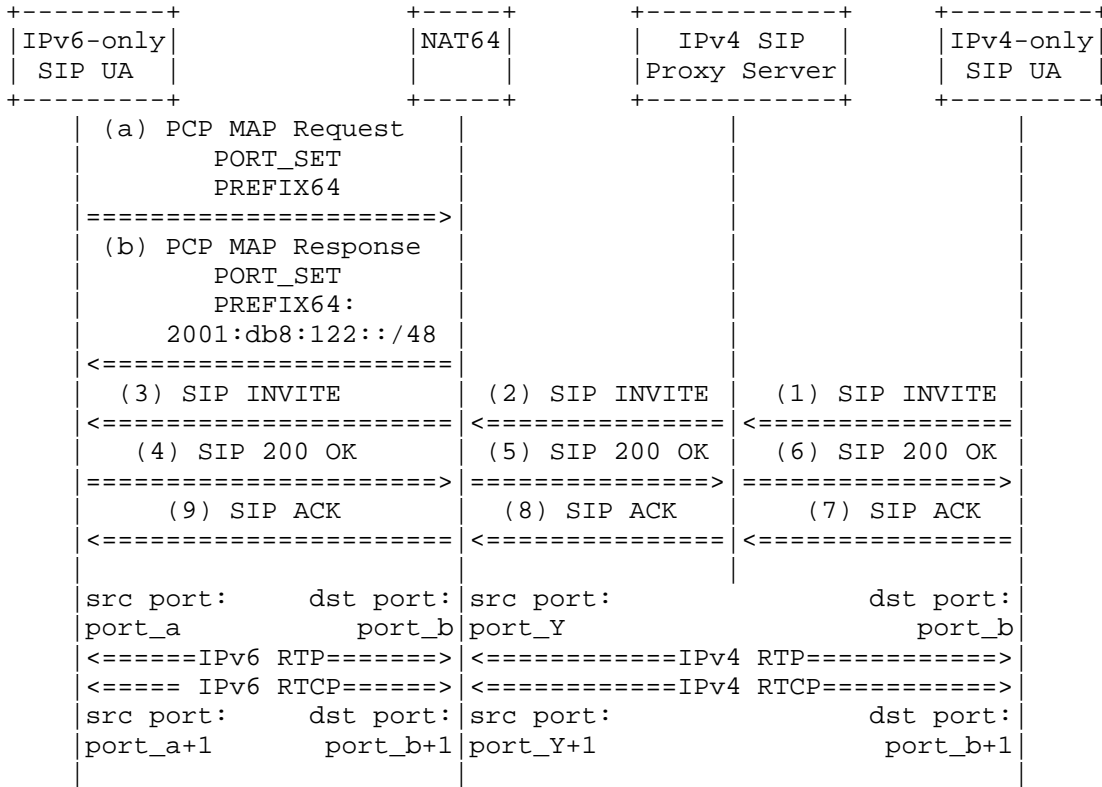 +---------+ +-----+ +------------+ +---------+
|IPv6-only| |NAT64| | IPv4 SIP | |IPv4-only|
| SIP UA | | | |Proxy Server| | SIP UA |
+---------+ +-----+ +------------+ +---------+
| (a) PCP MAP Request | | |
| PORT_SET | | |
| PREFIX64 | | |
|======================>| | |
| (b) PCP MAP Response | | |
| PORT_SET | | |
| PREFIX64: | | |
| 2001:db8:122::/48 | | |
|<======================| | |
| (3) SIP INVITE | (2) SIP INVITE | (1) SIP INVITE |
|<======================|<===============|<================|
| (4) SIP 200 OK | (5) SIP 200 OK | (6) SIP 200 OK |
|======================>|===============>|================>|
| (9) SIP ACK | (8) SIP ACK | (7) SIP ACK |
|<======================|<===============|<================|
| | | |
|src port: dst port:|src port: dst port:|
|port_a port_b|port_Y port_b|
|<======IPv6 RTP=======>|<============IPv4 RTP============>|
|<===== IPv6 RTCP======>|<============IPv4 RTCP===========>|
|src port: dst port:|src port: dst port:|
|port_a+1 port_b+1|port_Y+1 port_b+1|
| | |